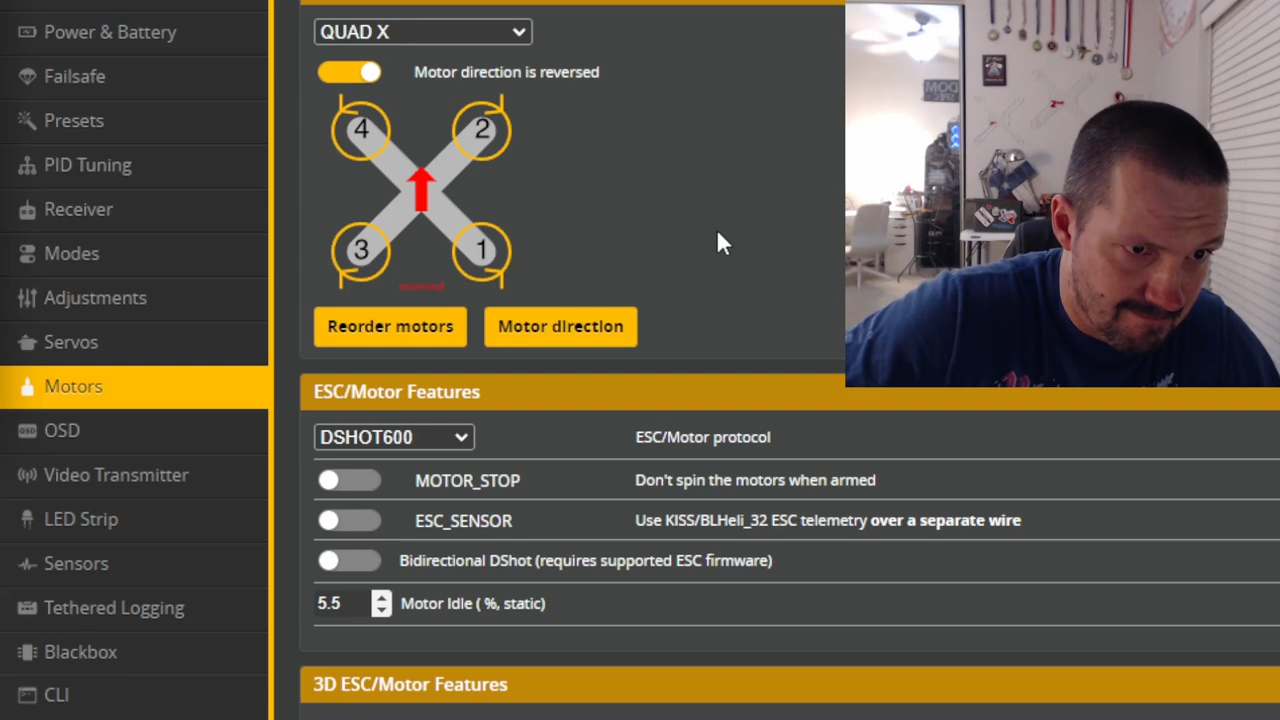 Power & Battery
Failsafe
Presets
PID Tuning
Receiver
Modes
Adjustments
Servos
Motors
OSD
Video Transmitter
LED Strip
Sensors
Tethered Logging
Blackbox
CLI
QUAD X
Motor direction is reversed
4
2
3
1
reversed
Reorder motors
Motor direction
ESC/Motor Features
DSHOT600 ESC/Motor protocol
MOTOR_STOP Don't spin the motors when armed
ESC_SENSOR Use KISS/BLHeli_32 ESC telemetry over a separate wire
Bidirectional DShot (requires supported ESC firmware)
5.5 Motor Idle ( %, static)
3D ESC/Motor Features